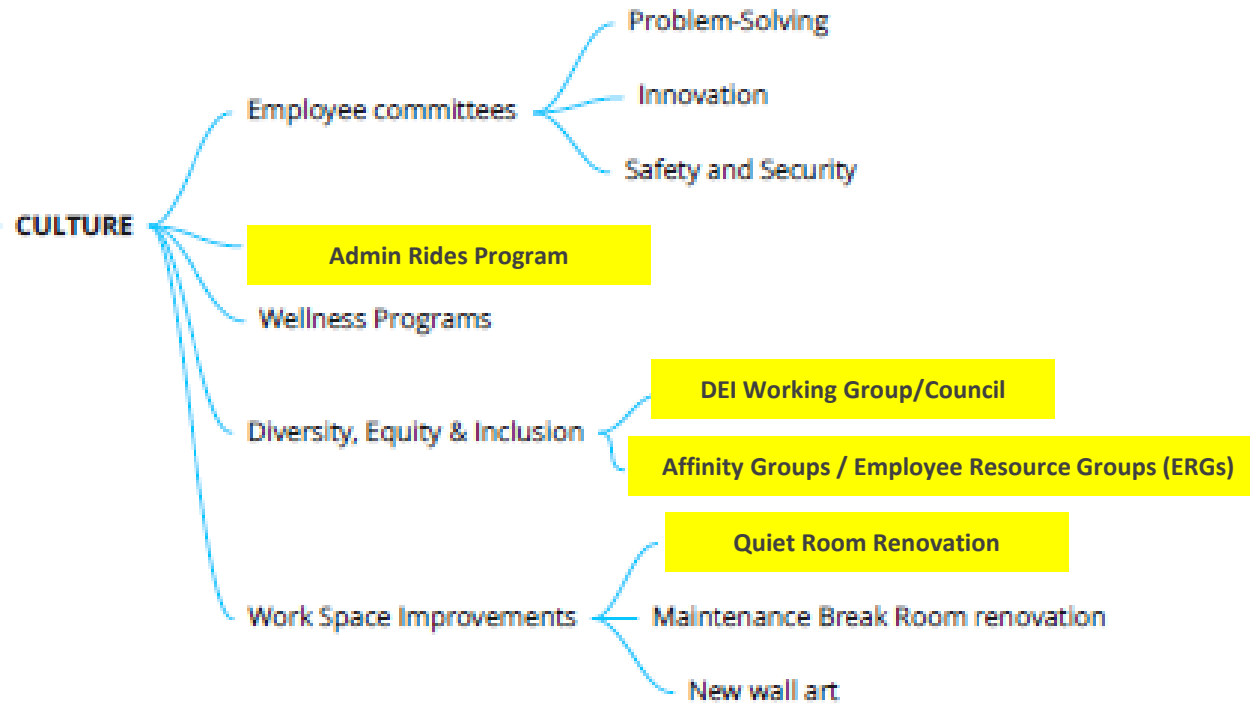 Problem-Solving
Innovation
Employee committees
Safety and Security
CULTURE
Admin Rides Program
Wellness Programs
DEI Working Group/Council
Diversity, Equity & Inclusion
Affinity Groups / Employee Resource Groups (ERGs)
Quiet Room Renovation
Work Space Improvements
Maintenance Break Room renovation
New wall art